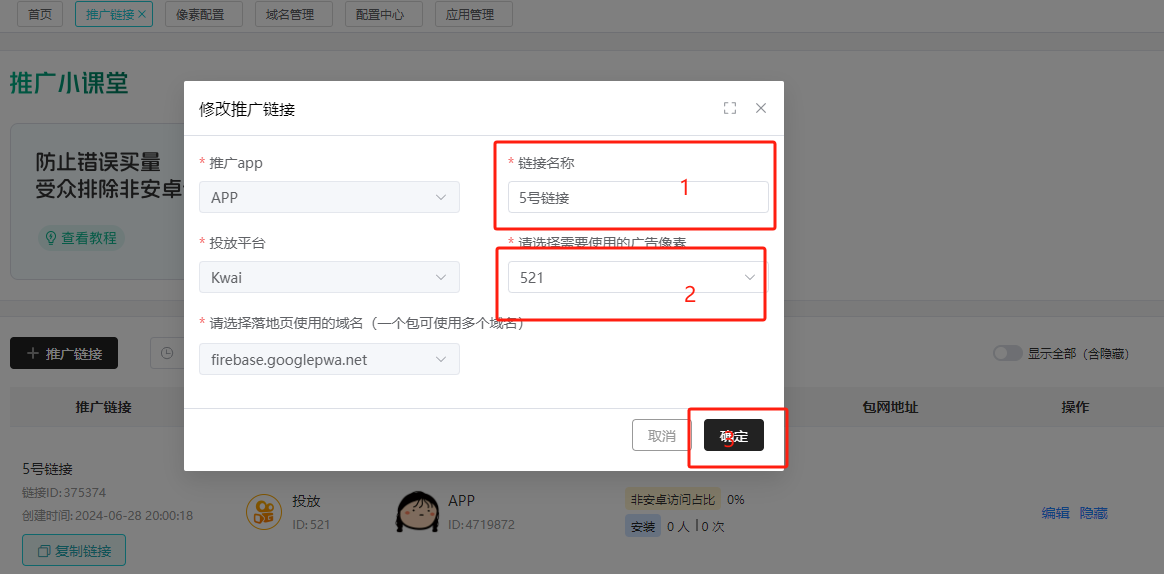 首页 推广链接 × 像素配置 域名管理 配置中心 应用管理
推广小课堂
防止错误买量
受众排除非安卓
查看教程
修改推广链接
* 推广app
APP
* 链接名称
5号链接
1
* 投放平台
Kwai
* 请选择需要使用的广告像素
521
2
* 请选择落地页使用的域名（一个包可使用多个域名）
firebase.googlepwa.net
取消 确定
3
+ 推广链接
显示全部（含隐藏）
推广链接 包网地址 操作
5号链接
链接ID: 375374
创建时间: 2024-06-28 20:00:18
复制链接
投放
ID: 521
APP
ID: 4719872
非安卓访问占比 0%
安装 0 人 | 0 次
编辑 隐藏